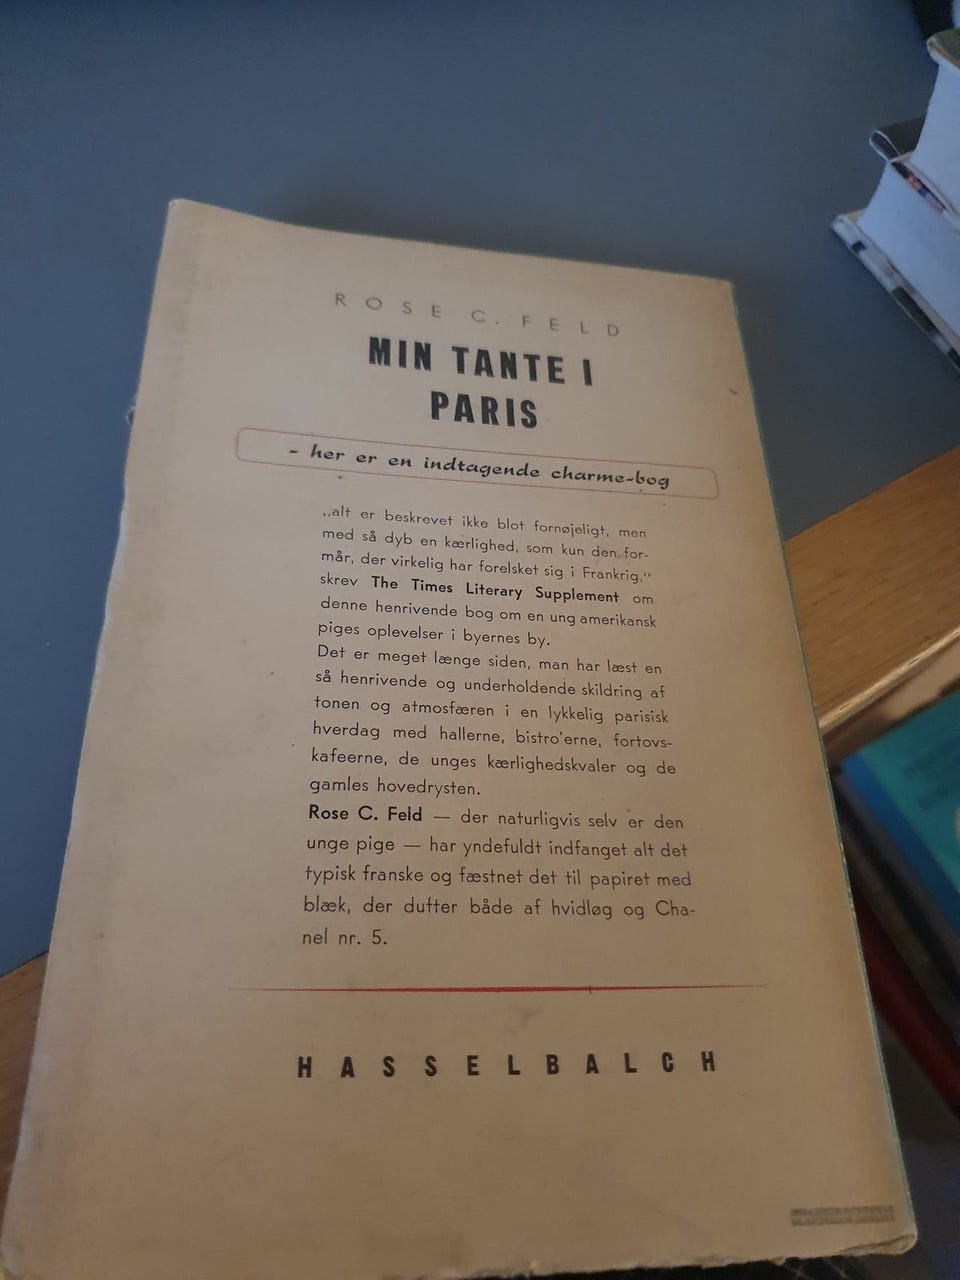 ROSE C. FELD
MIN TANTE I
PARIS
- her er en indtagende charme-bog
„alt er beskrevet ikke blot fornøjeligt, men
med så dyb en kærlighed, som kun den for-
mår, der virkelig har forelsket sig i Frankrig,"
skrev The Times Literary Supplement om
denne henrivende bog om en ung amerikansk
piges oplevelser i byernes by.
Det er meget længe siden, man har læst en
så henrivende og underholdende skildring af
tonen og atmosfæren i en lykkelig parisisk
hverdag med hallerne, bistro'erne, fortovs-
kafeerne, de unges kærlighedskvaler og de
gamles hovedrysten.
Rose C. Feld — der naturligvis selv er den
unge pige — har yndefuldt indfanget alt det
typisk franske og fæstnet det til papiret med
blæk, der dufter både af hvidløg og Cha-
nel nr. 5.
HASSELBALCH